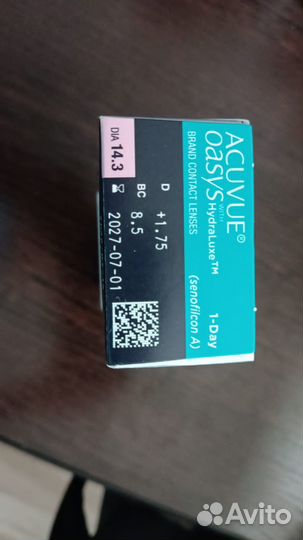 ACUVUE®
OASYS WITH HydraLuxe™
BRAND CONTACT LENSES
1-Day
(senofilcon A)
D +1.75
BC 8.5
2027-07-01
DIA 14.3
Avito